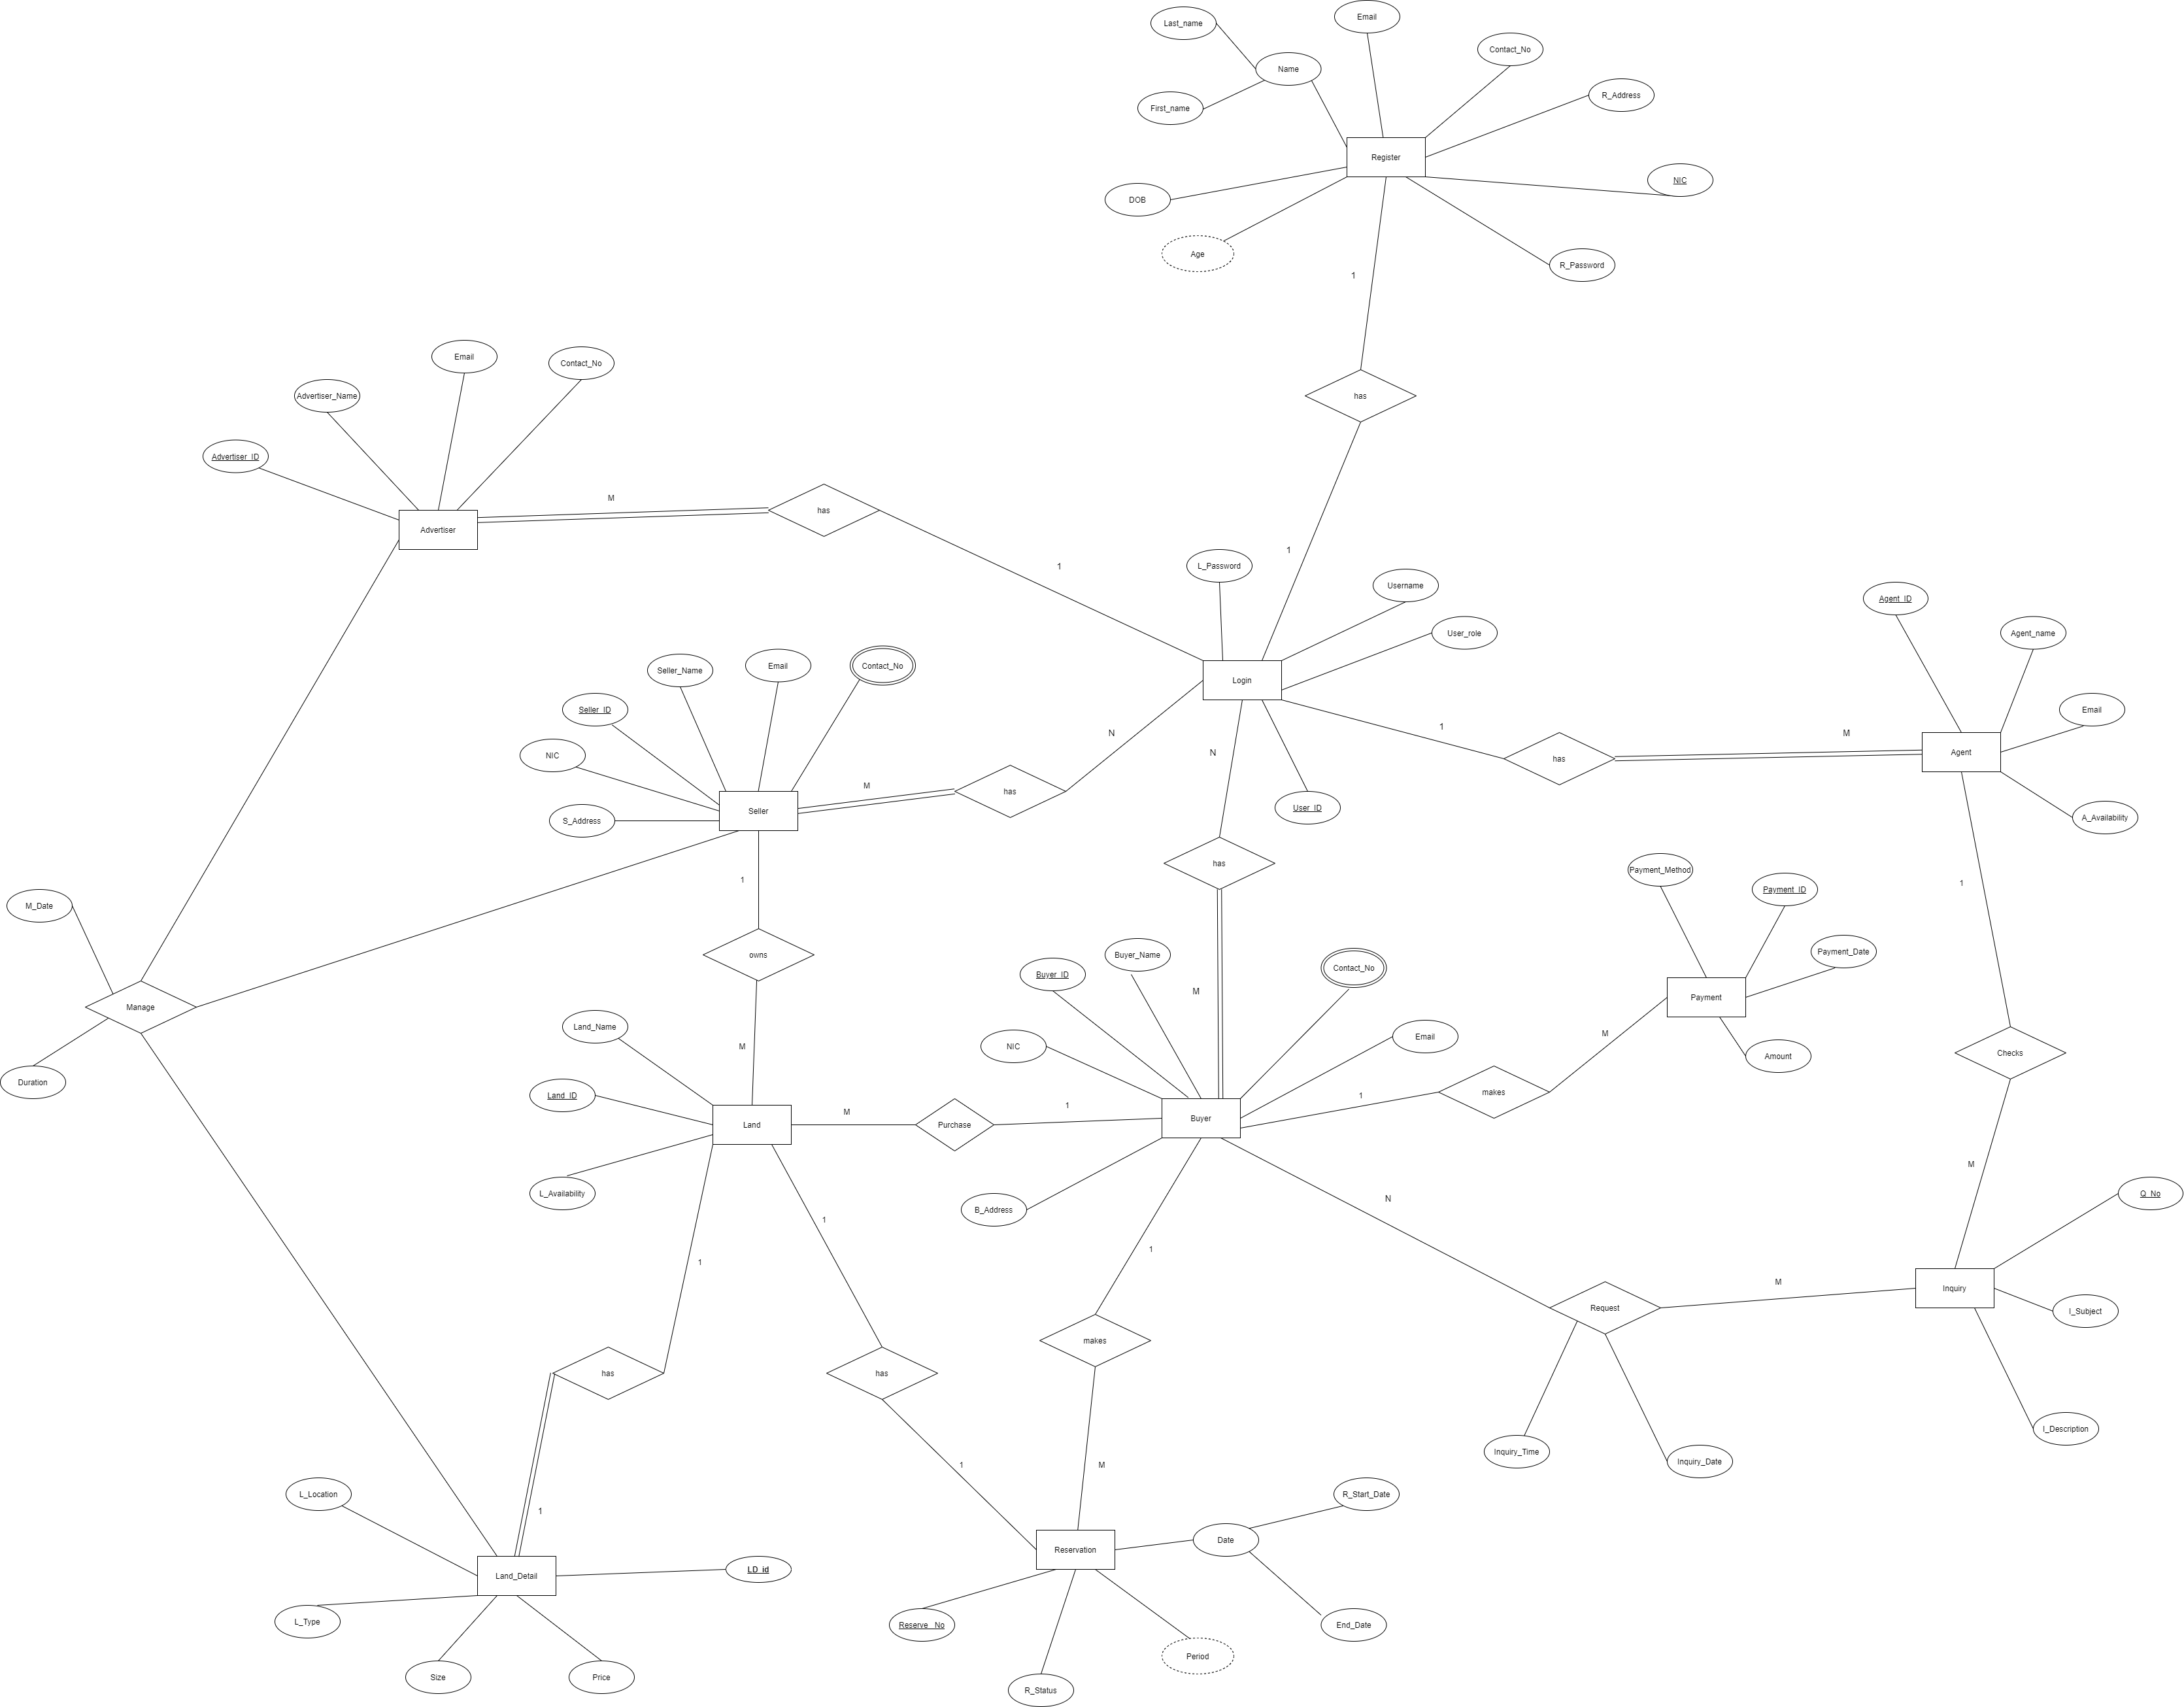 Email
Last_name
Contact_No
Name
R_Address
First_name
Register
NIC
DOB
Age
R_Password
1
Email
Contact_No
Advertiser_Name
has
Advertiser_ID
M
has
Advertiser
1
1
L_Password
Username
Agent_ID
User_role
Agent_name
Seller_Name
Email
Contact_No
Login
Seller_ID
Email
1
N
M
NIC
N
Agent
has
M
has
Seller
User_ID
S_Address
A_Availability
has
Payment_Method
1
1
Payment_ID
M_Date
Payment_Date
owns
Buyer_Name
Contact_No
Buyer_ID
M
Payment
Manage
Land_Name
M
Email
M
NIC
Checks
Amount
Duration
makes
Land_ID
1
1
M
Buyer
Land
Purchase
M
L_Availability
Q_No
N
B_Address
1
1
1
M
Inquiry
Request
I_Subject
makes
has
has
I_Description
Inquiry_Time
Inquiry_Date
1
M
L_Location
R_Start_Date
1
Date
Reservation
LD_id
Land_Detail
L_Type
Reserve_ No
End_Date
Period
Size
Price
R_Status